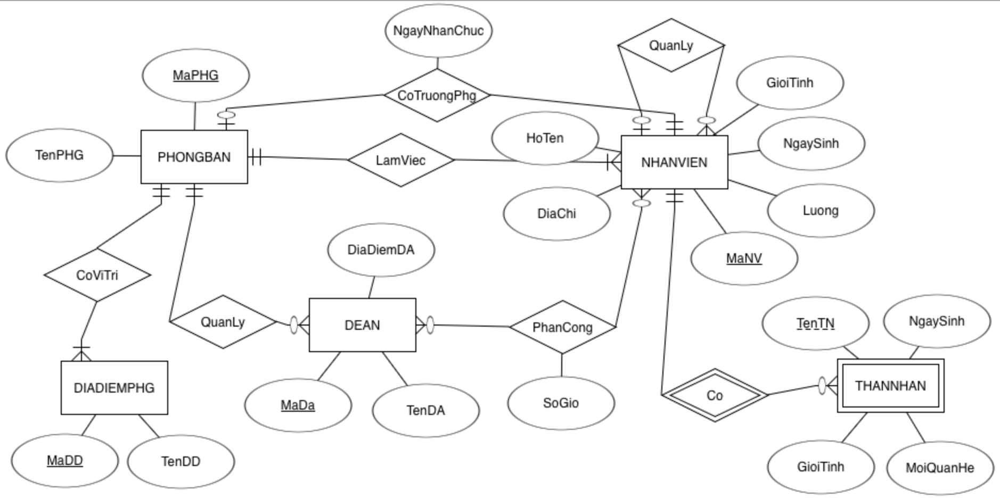 NgayNhanChuc
QuanLy
MaPHG
GioiTinh
CoTruongPhg
HoTen
NgaySinh
TenPHG
PHONGBAN
LamViec
NHANVIEN
DiaChi
Luong
DiaDiemDA
MaNV
CoViTri
QuanLy
DEAN
PhanCong
TenTN
NgaySinh
DIADIEMPHG
MaDa
TenDA
SoGio
Co
THANNHAN
MaDD
TenDD
GioiTinh
MoiQuanHe